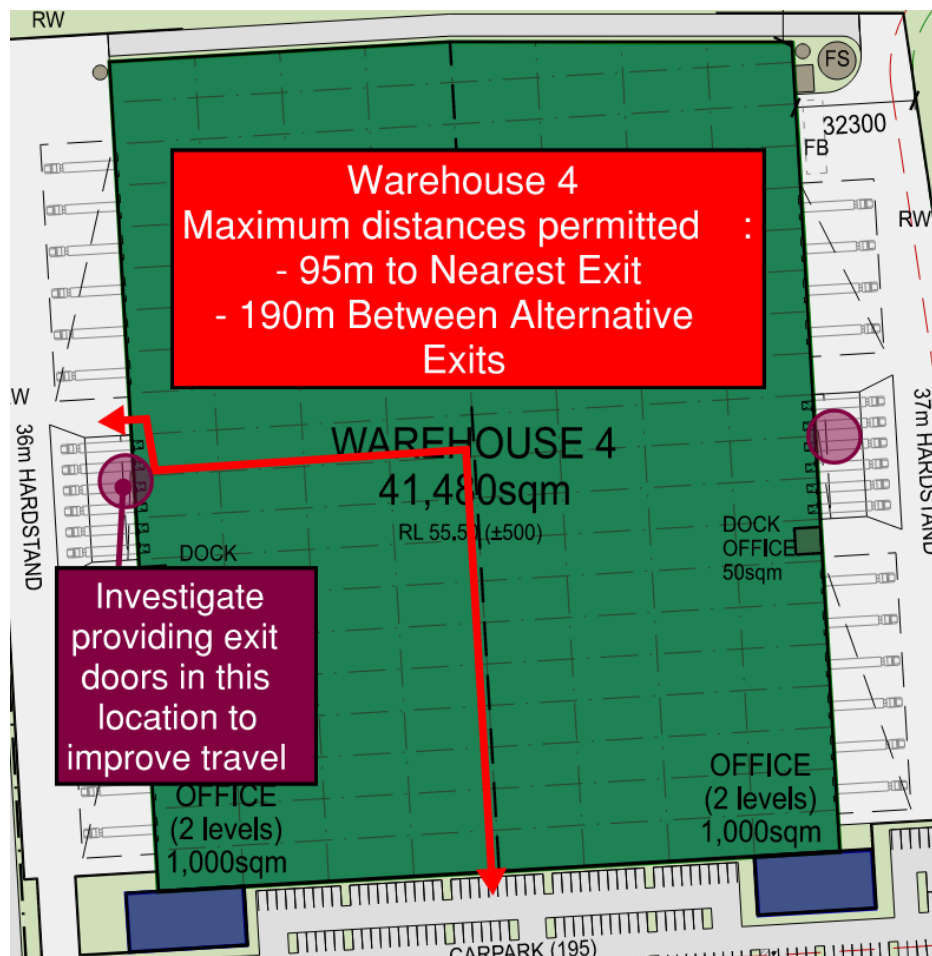 RW
FS
32300
FB
RW
Warehouse 4
Maximum distances permitted :
- 95m to Nearest Exit
- 190m Between Alternative
Exits
W
36m HARDSTAND
37m HARDSTAND
WAREHOUSE 4
41,480sqm
RL 55.50 (±500)
DOCK
DOCK
OFFICE
50sqm
Investigate
providing exit
doors in this
location to
improve travel
OFFICE
(2 levels)
1,000sqm
OFFICE
(2 levels)
1,000sqm
CARPARK (195)